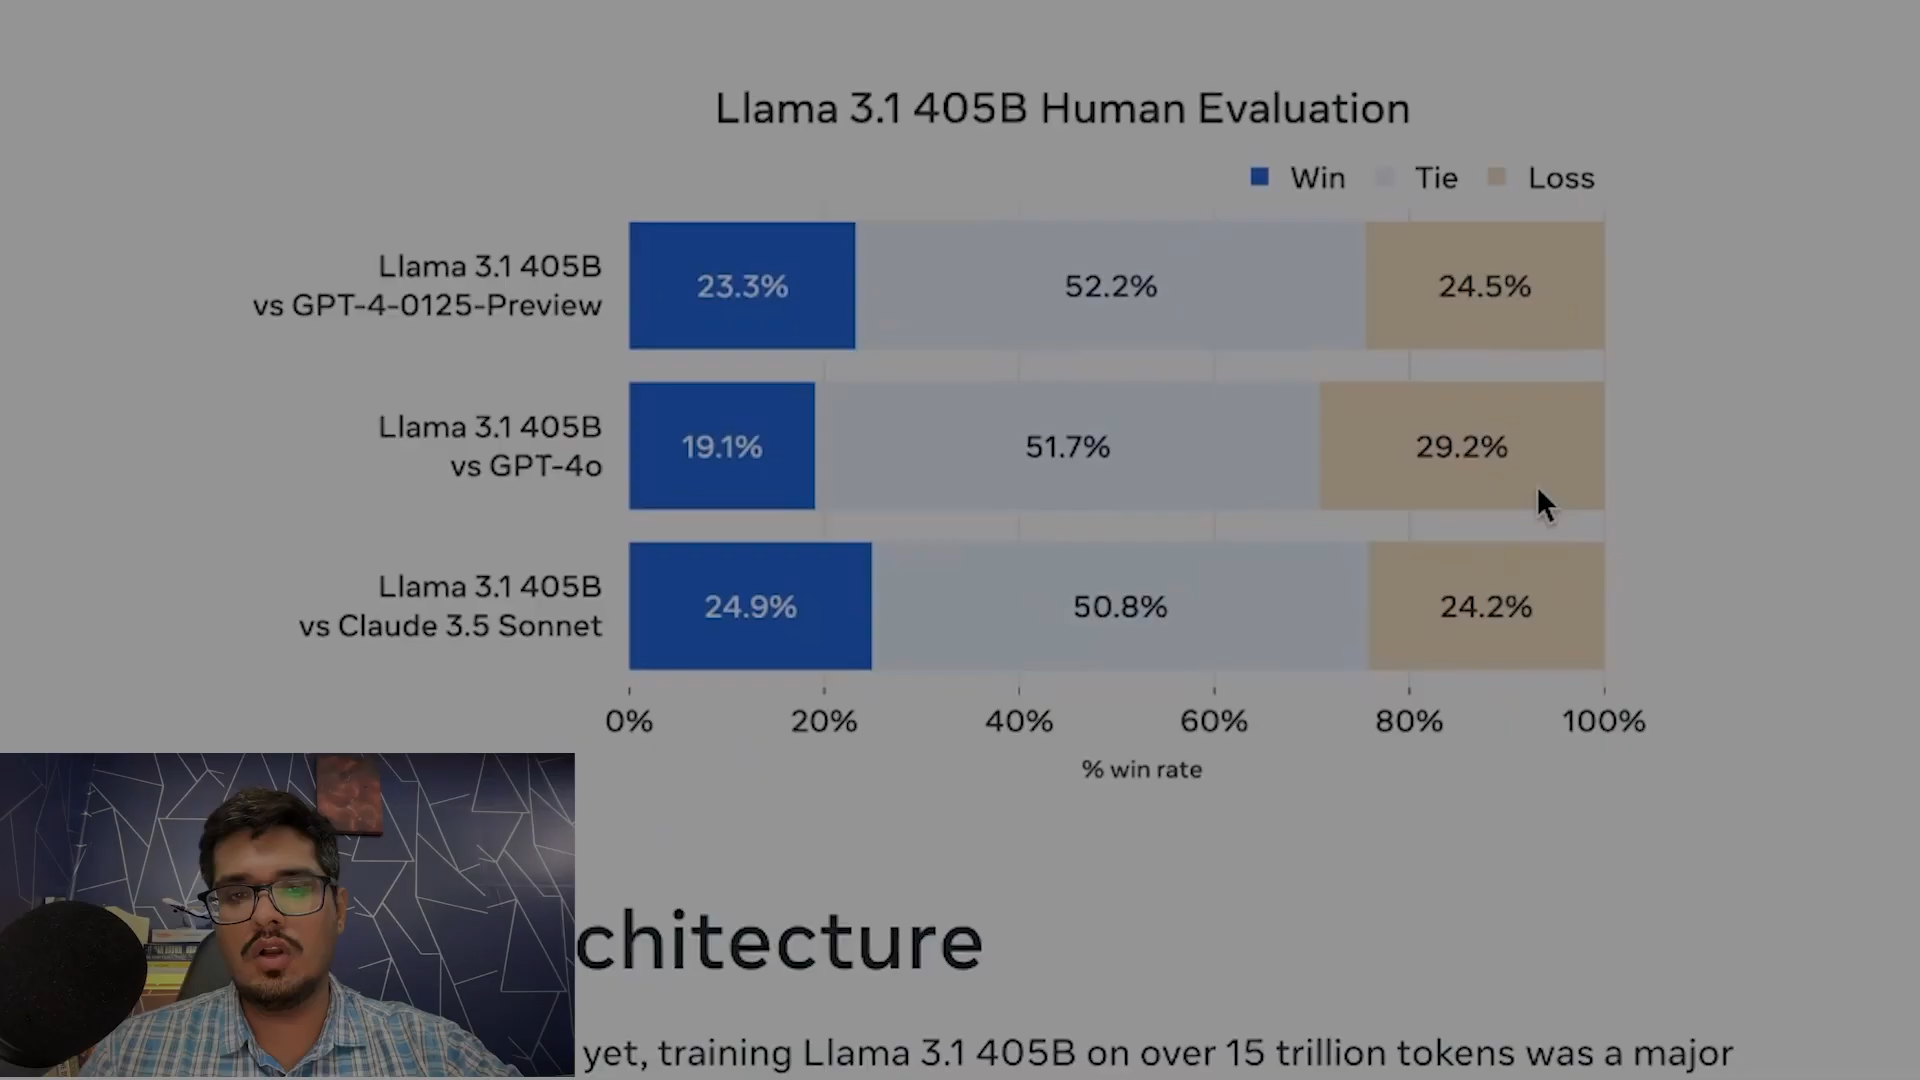 Llama 3.1 405B Human Evaluation
Win Tie Loss
Llama 3.1 405B
vs GPT-4-0125-Preview
23.3% 52.2% 24.5%
Llama 3.1 405B
vs GPT-4o
19.1% 51.7% 29.2%
Llama 3.1 405B
vs Claude 3.5 Sonnet
24.9% 50.8% 24.2%
0% 20% 40% 60% 80% 100%
% win rate
chitecture
yet, training Llama 3.1 405B on over 15 trillion tokens was a major